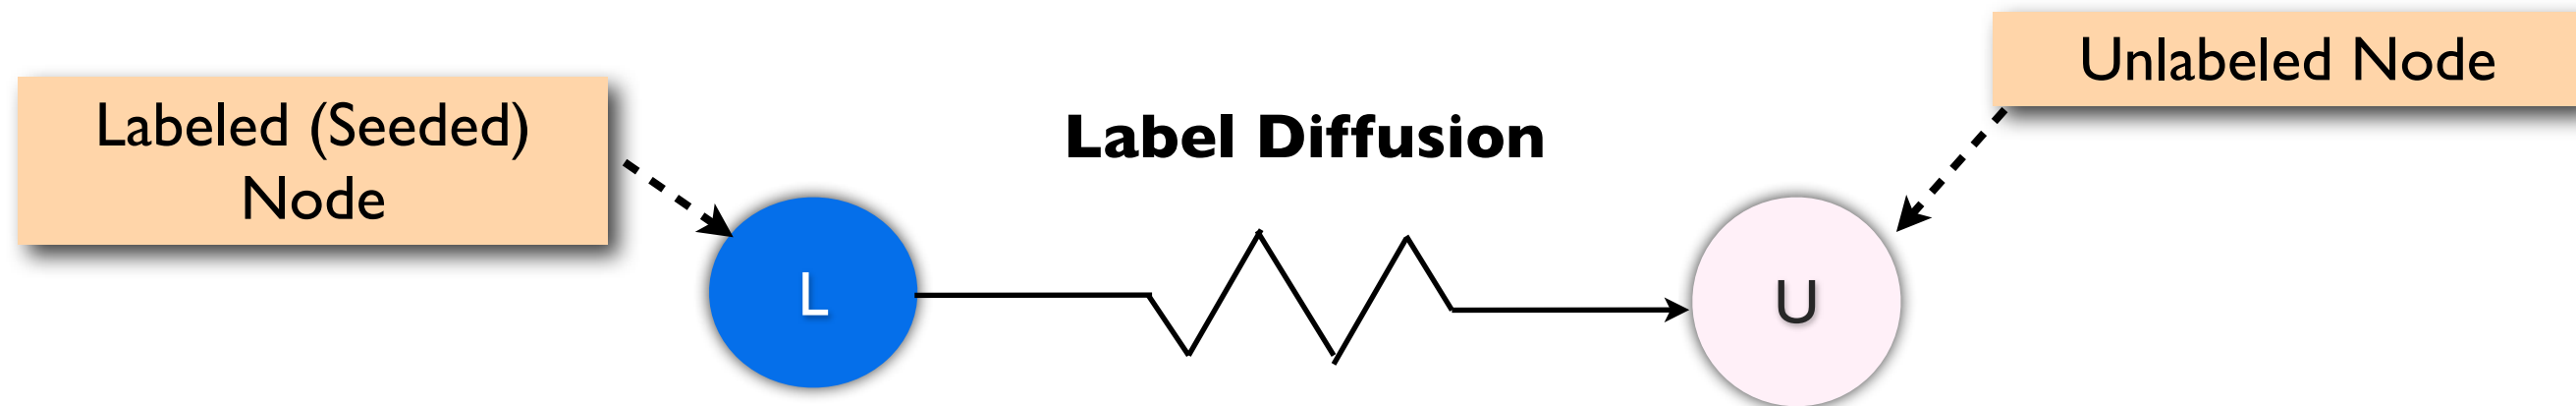 Unlabeled Node
Labeled (Seeded)
Node
Label Diffusion
L
U